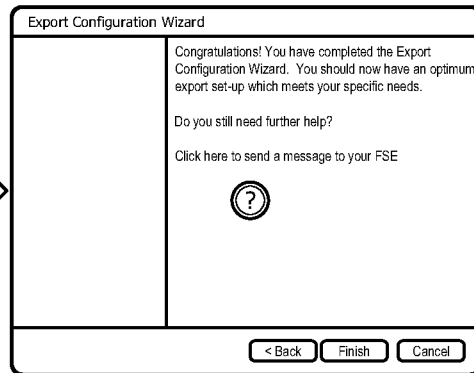 Export Configuration Wizard
Congratulations! You have completed the Export
Configuration Wizard. You should now have an optimum
export set-up which meets your specific needs.
Do you still need further help?
Click here to send a message to your FSE
?
< Back Finish Cancel